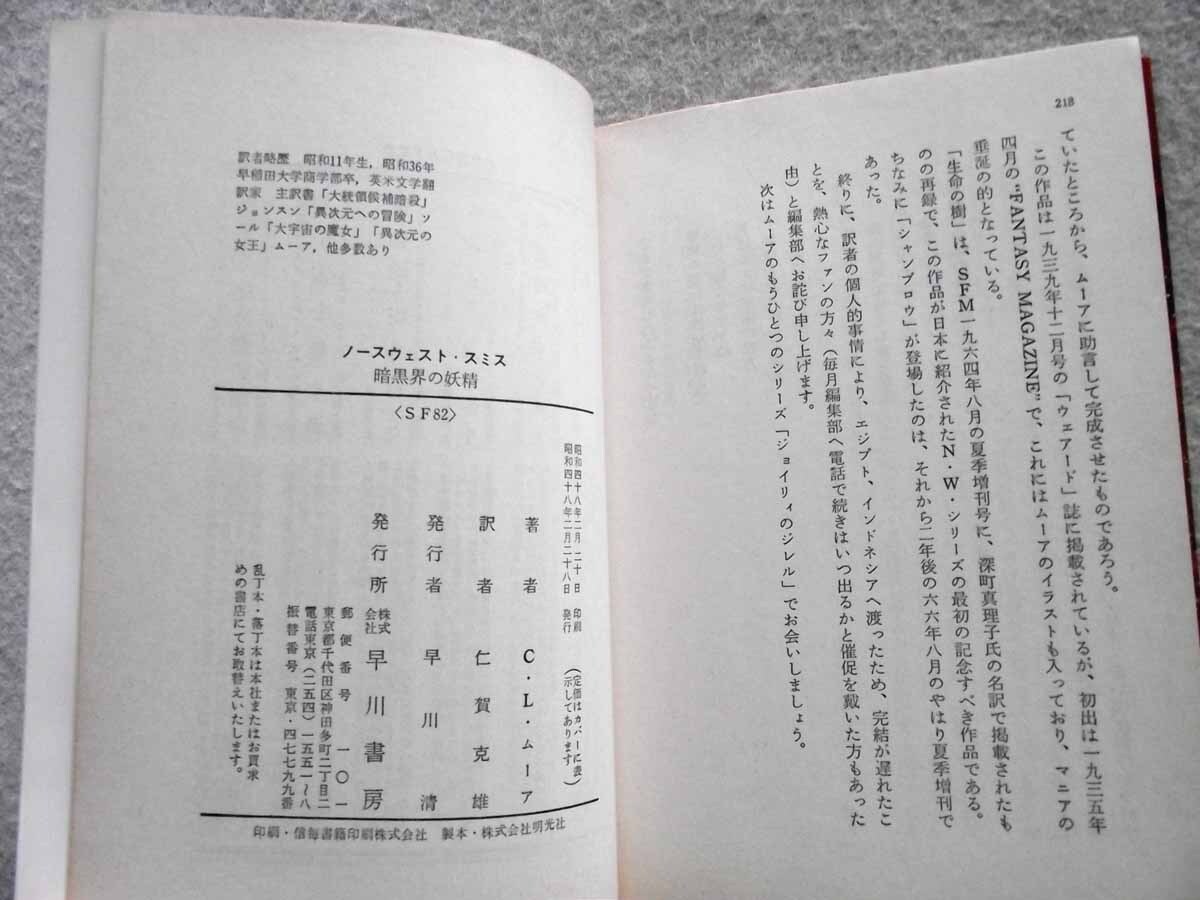 218
ていたところから、ムーアに助言して完成させたものであろう。
この作品は一九三九年十二月号の「ウェアード」誌に掲載されているが、初出は一九三五年
四月の“FANTASY MAGAZINE”で、これにはムーアのイラストも入っており、マニアの
垂涎の的となっている。
「生命の樹」は、SFM一九六四年八月の夏季増刊号に、深町真理子氏の名訳で掲載されたも
のの再録で、この作品が日本に紹介されたN・W・シリーズの最初の記念すべき作品である。
ちなみに「シャンブロウ」が登場したのは、それから二年後の六六年八月のやはり夏季増刊で
あった。
終りに、訳者の個人的事情により、エジプト、インドネシアへ渡ったため、完結が遅れたこ
とを、熱心なファンの方々（毎月編集部へ電話で続きはいつ出るかと催促を戴いた方もあった
由）と編集部へお詫び申し上げます。
次はムーアのもうひとつのシリーズ「ジョイリィのジレル」でお会いしましょう。
訳者略歴　昭和11年生，昭和36年
早稲田大学商学部卒，英米文学翻
訳家　主訳書「大統領候補暗殺」
ジョンスン「異次元への冒険」ソ
ール「大宇宙の魔女」「異次元の
女王」ムーア，他多数あり
ノースウェスト・スミス
暗黒界の妖精
〈SF82〉
昭和四十八年二月 二十日 印刷
昭和四十八年二月二十八日 発行
（定価はカバーに表
示してあります）
著者 C・L・ムーア
訳者 仁賀克雄
発行者 早川清
発行所 株式会社 早川書房
郵便番号 一〇一
東京都千代田区神田多町二丁目二
電話東京（二五四）一五五一～八
振替番号 東京・四七七九九番
乱丁本・落丁本は本社またはお買求
めの書店にてお取替えいたします。
印刷・信毎書籍印刷株式会社　製本・株式会社明光社